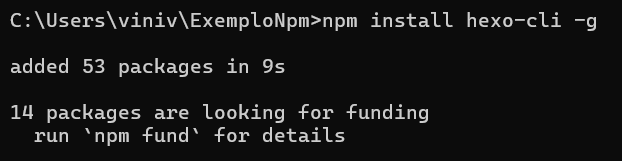 C:\Users\viniv\ExemploNpm>npm install hexo-cli -g
added 53 packages in 9s
14 packages are looking for funding
  run `npm fund` for details